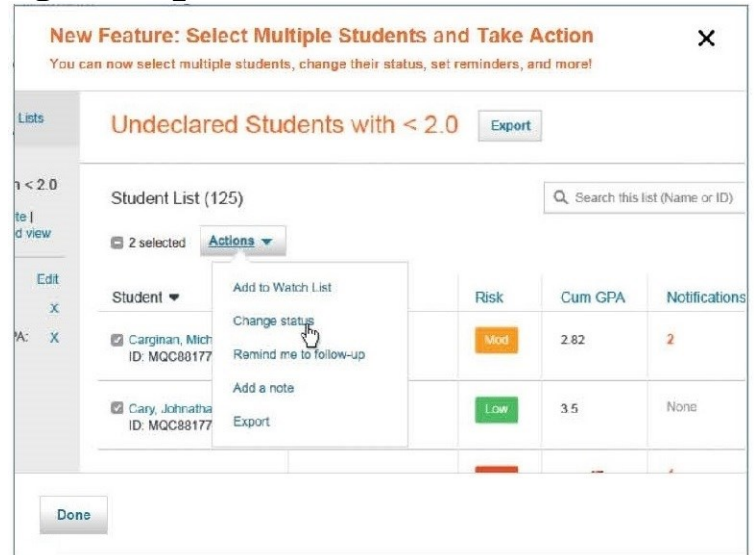 New Feature: Select Multiple Students and Take Action
X
You can now select multiple students, change their status, set reminders, and more!
Lists
Undeclared Students with < 2.0
Export
< 2.0
Student List (125)
Search this list (Name or ID)
d view
2 selected
Actions
Edit
Add to Watch List
Student
Risk
Cum GPA
Notifications
X
Change status
PA:
X
Carginan, Mich
Mod
2.82
2
ID: MQC88177
Remind me to follow-up
Add a note
Cary, Johnatha
Low
3.5
None
ID: MQC88177
Export
Done